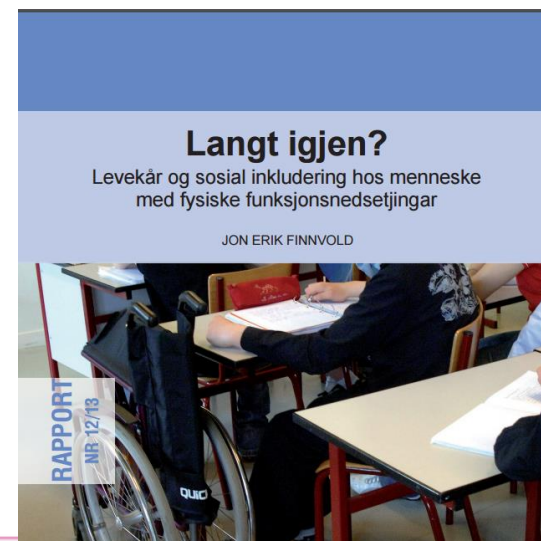 Langt igjen?
Levekår og sosial inkludering hos menneske
med fysiske funksjonsnedsetjingar
JON ERIK FINNVOLD
RAPPORT
NR 12/13
QUIC